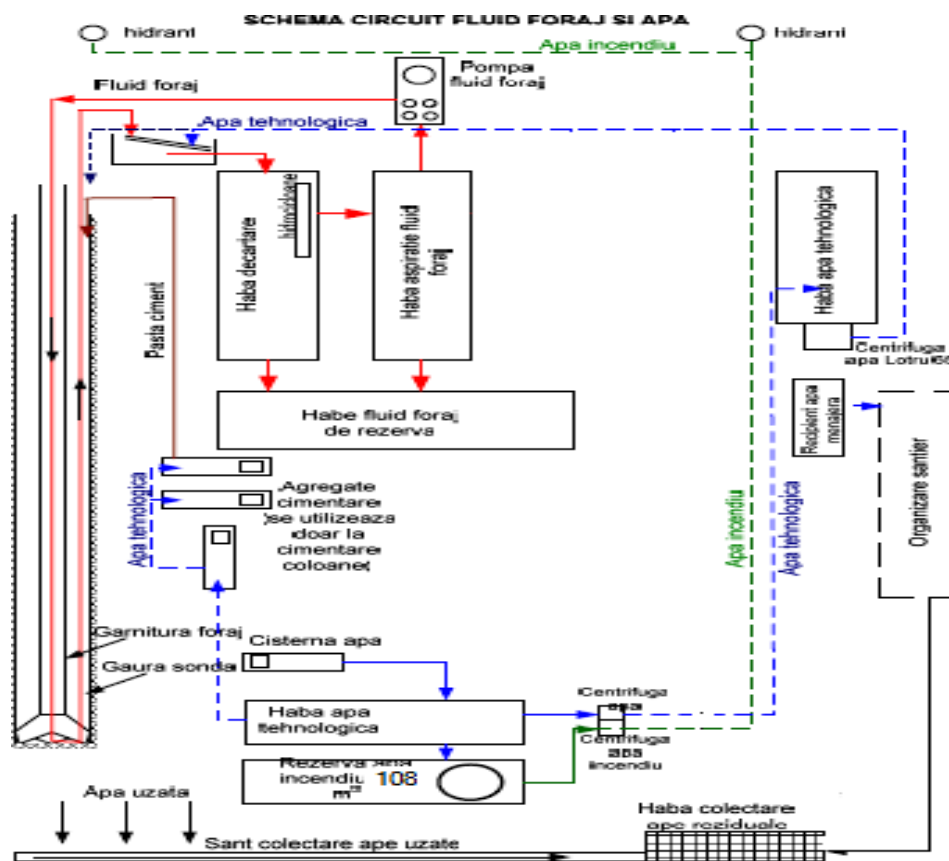 SCHEMA CIRCUIT FLUID FORAJ SI APA
hidrant
hidrant
Apa incendiu
Pompa
fluid foraj
Fluid foraj
Apa tehnologica
Haba decantare
hidrocicloane
Haba aspiratie fluid
foraj
Haba apa tehnologica
Pasta ciment
Centrifuga
apa Lotru
Habe fluid foraj
de rezerva
Recipient apa
menajera
Organizare santier
Agregate
cimentare
se utilizeaza
doar la
cimentare
coloane
Apa tehnologica
Apa incendiu
Apa tehnologica
Garnitura foraj
Gaura sonda
Cisterna apa
Haba apa
tehnologica
Centrifuga
apa
Centrifuga
apa
incendiu
Rezerva apa
incendiu 108
Apa uzata
Haba colectare
ape reziduale
Sant colectare ape uzate